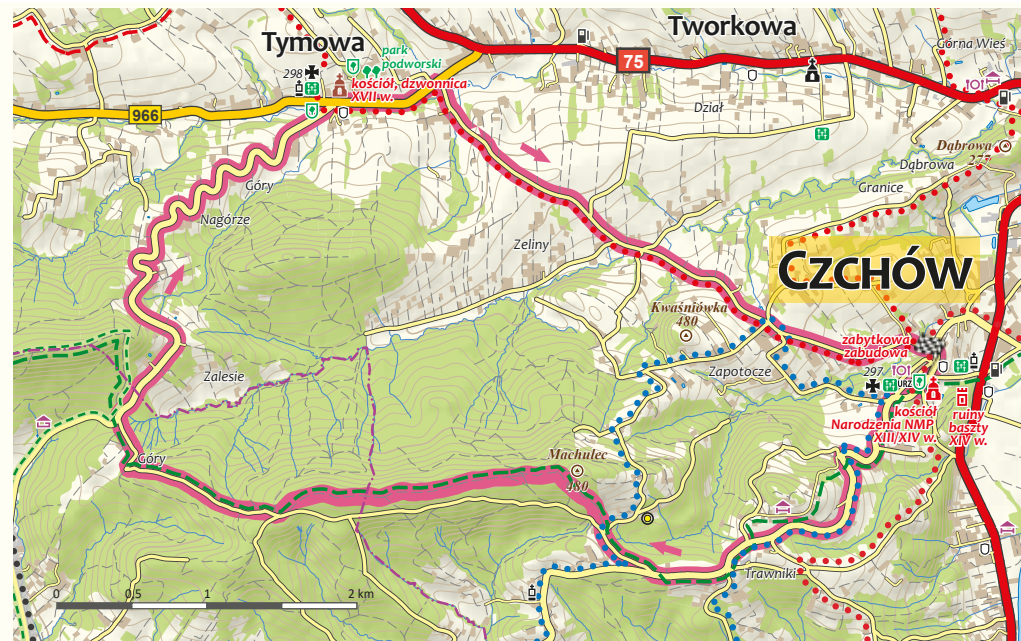 Tworkowa
Tymowa
park
podworski
Górna Wieś
75
298
kościół, dzwonnica
XVII w.
966
Dział
Dąbrowa
277
Dąbrowa
Granice
Góry
Nagórze
Zeliny
CZCHÓW
Kwaśniówka
480
zabytkowa
zabudowa
Zalesie
Zapotocze
297
URZ
kościół
Narodzenia NMP
XIII/XIV w.
ruiny
baszty
XIV w.
Góry
Machulec
480
Trawniki
0 0,5 1 2 km